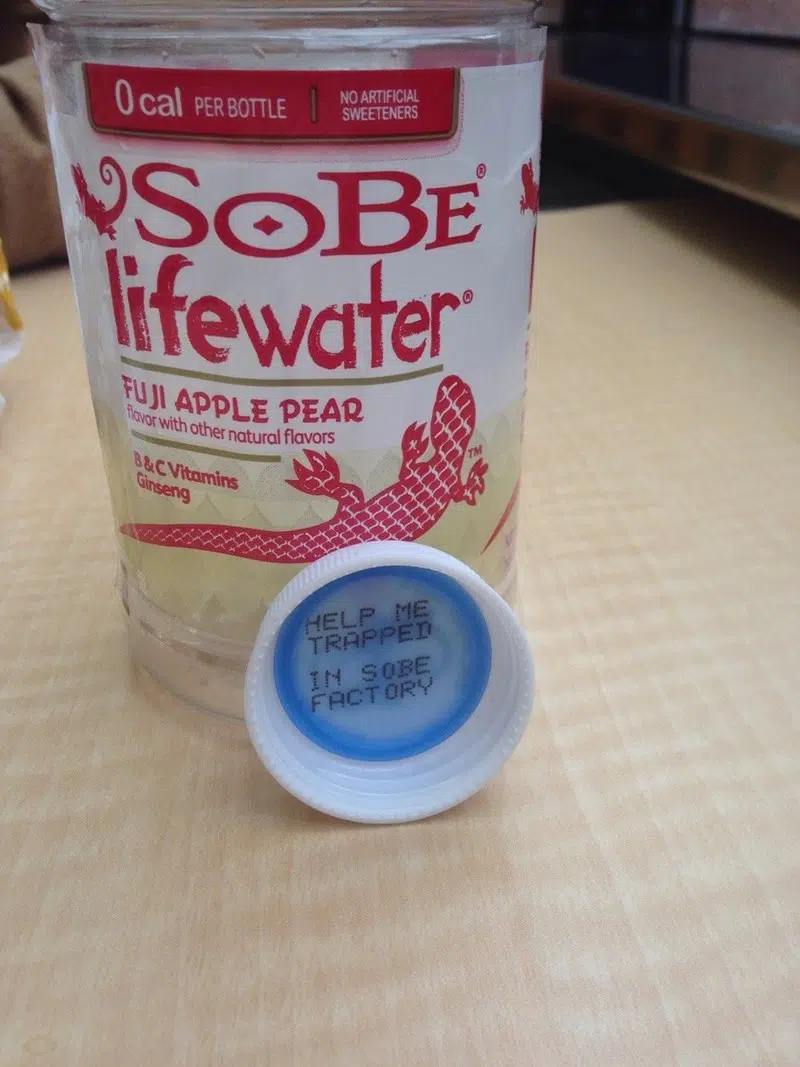 0 cal PER BOTTLE | NO ARTIFICIAL
SWEETENERS
SOBE®
lifewater®
FUJI APPLE PEAR
flavor with other natural flavors
B & C Vitamins
Ginseng
TM
HELP ME
TRAPPED
IN SOBE
FACTORY